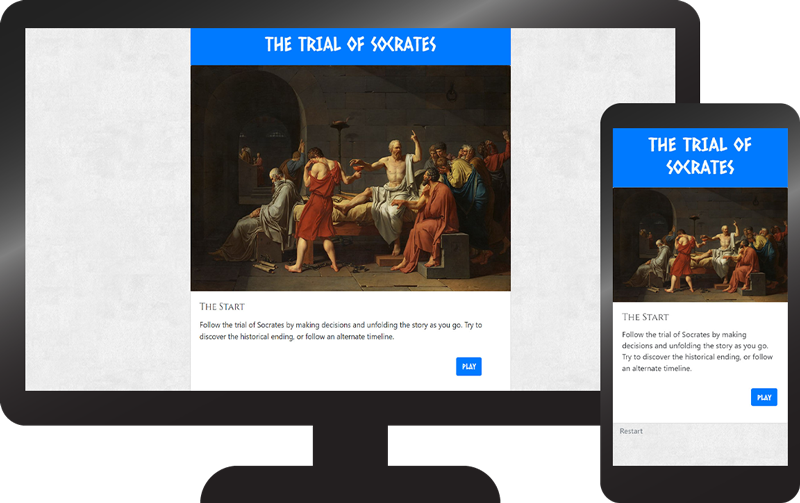 THE TRIAL OF SOCRATES
The Start
Follow the trial of Socrates by making decisions and unfolding the story as you go. Try to
discover the historical ending, or follow an alternate timeline.
PLAY
THE TRIAL OF
SOCRATES
The Start
Follow the trial of Socrates by making
decisions and unfolding the story as you go.
Try to discover the historical ending, or follow
an alternate timeline.
PLAY
Restart